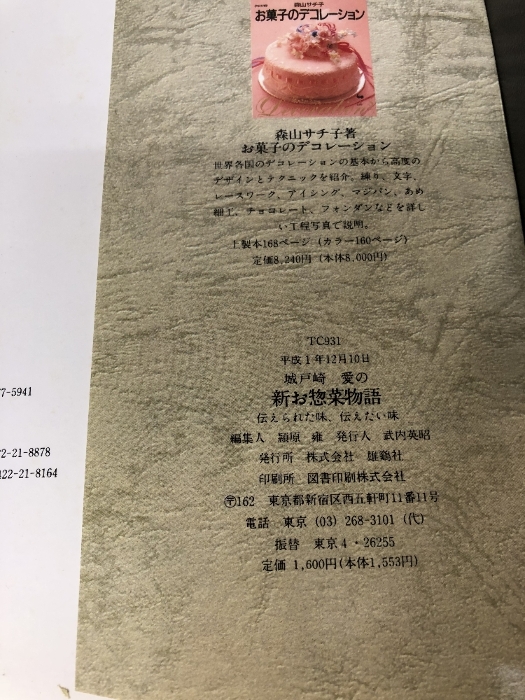 森山サチ子
お菓子のデコレーション
森山サチ子著
お菓子のデコレーション
世界各国のデコレーションの基本から高度の
デザインとテクニックを紹介、練り、文字、
レースワーク、アイシング、マジパン、あめ
細工、チョコレート、フォンダンなどを詳し
い工程写真で説明。
上製本168ページ（カラー160ページ）
定価8,240円（本体8,000円）
TC931
平成1年12月10日
城戸崎 愛の
新お惣菜物語
伝えられた味、伝えたい味
編集人 頴原 雍 発行人 武内英昭
発行所 株式会社 雄鶏社
印刷所 図書印刷株式会社
〒162 東京都新宿区西五軒町11番11号
電話 東京（03）268-3101（代）
振替 東京4・26255
定価 1,600円（本体1,553円）
7-5941
2-21-8878
422-21-8164